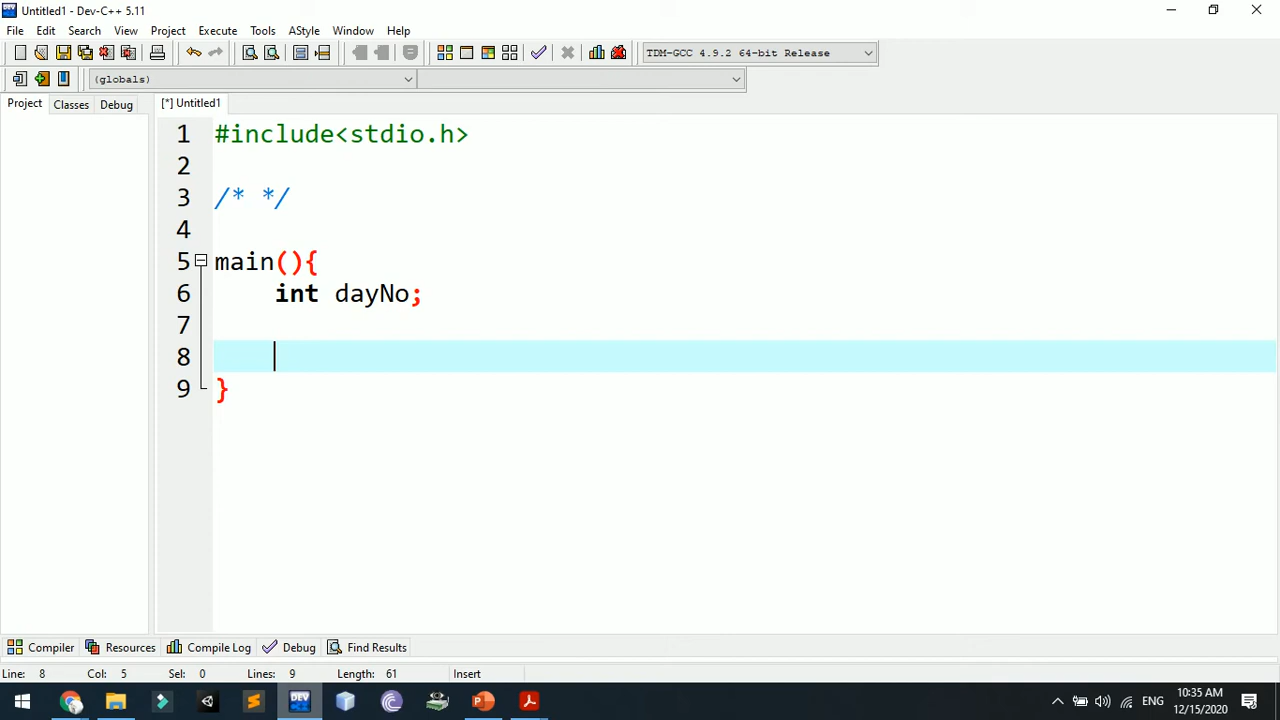 Untitled1 - Dev-C++ 5.11
File Edit Search View Project Execute Tools AStyle Window Help
TDM-GCC 4.9.2 64-bit Release
(globals)
Project Classes Debug [*] Untitled1
1 #include<stdio.h>
2
3 /* */
4
5 main(){
6 int dayNo;
7
8
9 }
Compiler Resources Compile Log Debug Find Results
Line: 8 Col: 5 Sel: 0 Lines: 9 Length: 61 Insert
DEV ENG 10:35 AM
12/15/2020